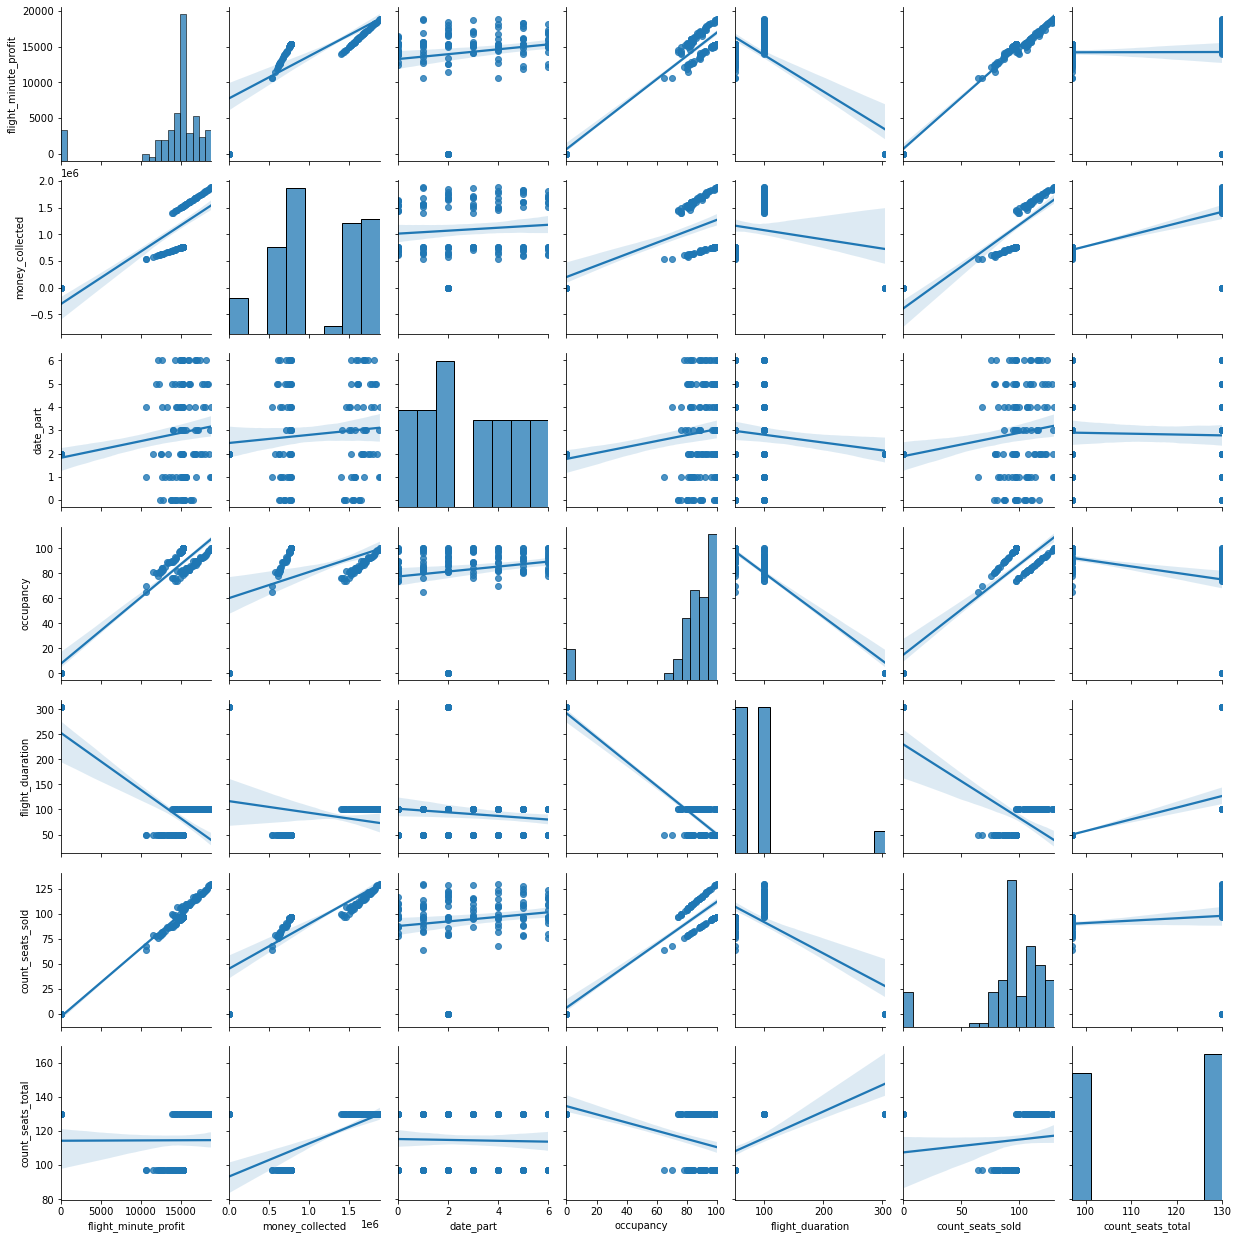 20000
15000
10000
5000
0
flight_minute_profit
1e6
2.0
1.5
1.0
0.5
0.0
−0.5
money_collected
6
5
4
3
2
1
0
date_part
100
80
60
40
20
0
occupancy
300
250
200
150
100
50
flight_duaration
125
100
75
50
25
0
count_seats_sold
160
140
120
100
80
count_seats_total
0 5000 10000 15000
flight_minute_profit
0.0 0.5 1.0 1.5
1e6
money_collected
0 2 4 6
date_part
0 20 40 60 80 100
occupancy
100 200 300
flight_duaration
0 50 100
count_seats_sold
100 110 120 130
count_seats_total